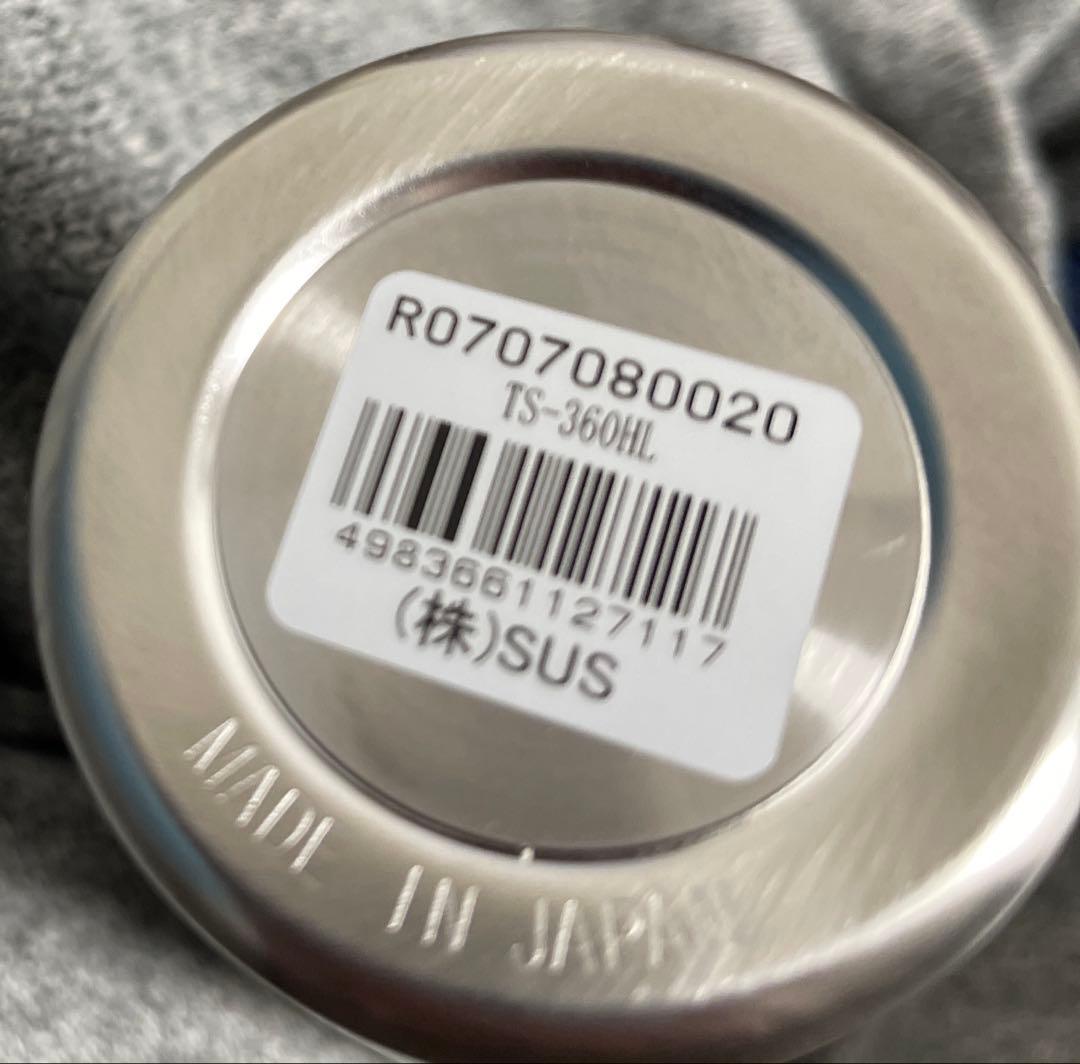 R0707080020
TS-360HL
4983661127117
(株)SUS
MADE IN JAPAN